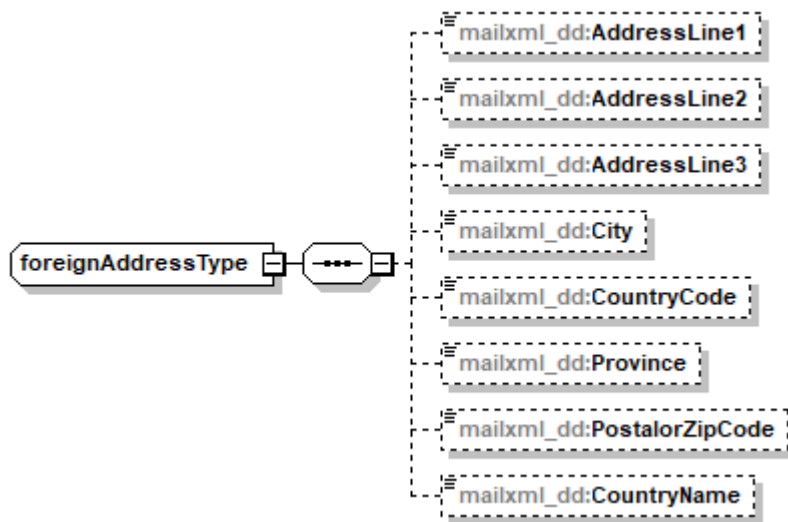 mailxml_dd:AddressLine1
mailxml_dd:AddressLine2
mailxml_dd:AddressLine3
mailxml_dd:City
foreignAddressType
mailxml_dd:CountryCode
mailxml_dd:Province
mailxml_dd:PostalorZipCode
mailxml_dd:CountryName